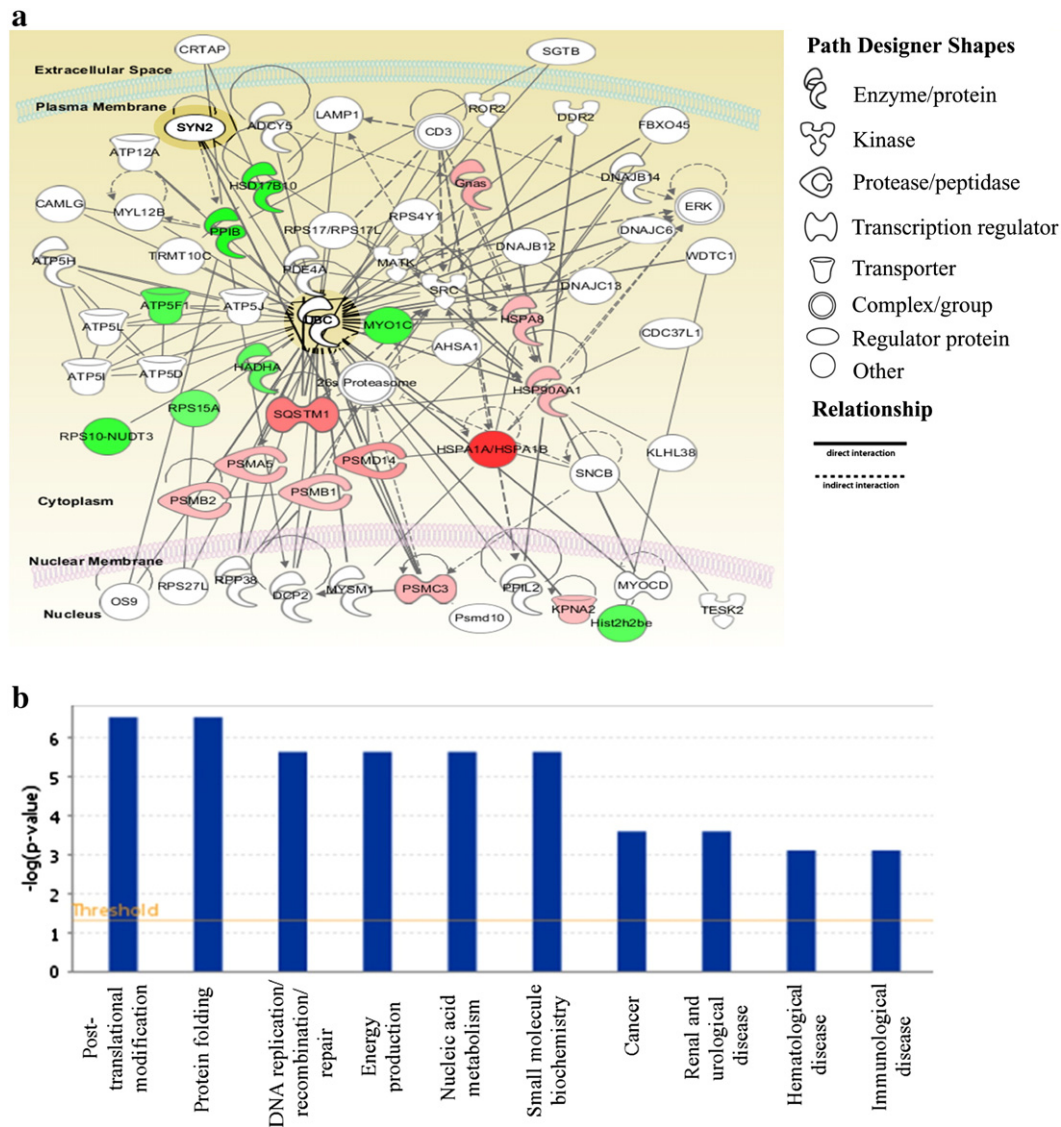 a
CRTAP
SGTB
Extracellular Space
Plasma Membrane
SYN2
ADCY5
LAMP1
CD3
ROR2
DDR2
FBXO45
ATP12A
HSD17B10
Gnas
DNAJB14
CAMLG
MYL12B
PPIB
RPS17/RPS17L
RPS4Y1
ERK
DNAJC6
DNAJB12
ATP5H
TRMT10C
PDE4A
MATK
WDTC1
SRC
DNAJC13
ATP5F1
ATP5J
UBC
MYO1C
HSPA8
ATP5L
AHSA1
CDC37L1
ATP5I
ATP5D
HADHA
26s Proteasome
HSP90AA1
RPS15A
SQSTM1
RPS10-NUDT3
HSPA1A/HSPA1B
KLHL38
PSMA5
PSMD14
SNCB
Cytoplasm
PSMB2
PSMB1
Nuclear Membrane
Nucleus
OS9
RPS27L
RPP38
DCP2
MYSM1
PSMC3
PPIL2
MYOCD
KPNA2
TESK2
Psmd10
Hist2h2be
Path Designer Shapes
Enzyme/protein
Kinase
Protease/peptidase
Transcription regulator
Transporter
Complex/group
Regulator protein
Other
Relationship
direct interaction
indirect interaction
b
-log(p-value)
6
5
4
3
2
1
0
Threshold
Post-
translational
modification
Protein folding
DNA replication/
recombination/
repair
Energy
production
Nucleic acid
metabolism
Small molecule
biochemistry
Cancer
Renal and
urological
disease
Hematological
disease
Immunological
disease